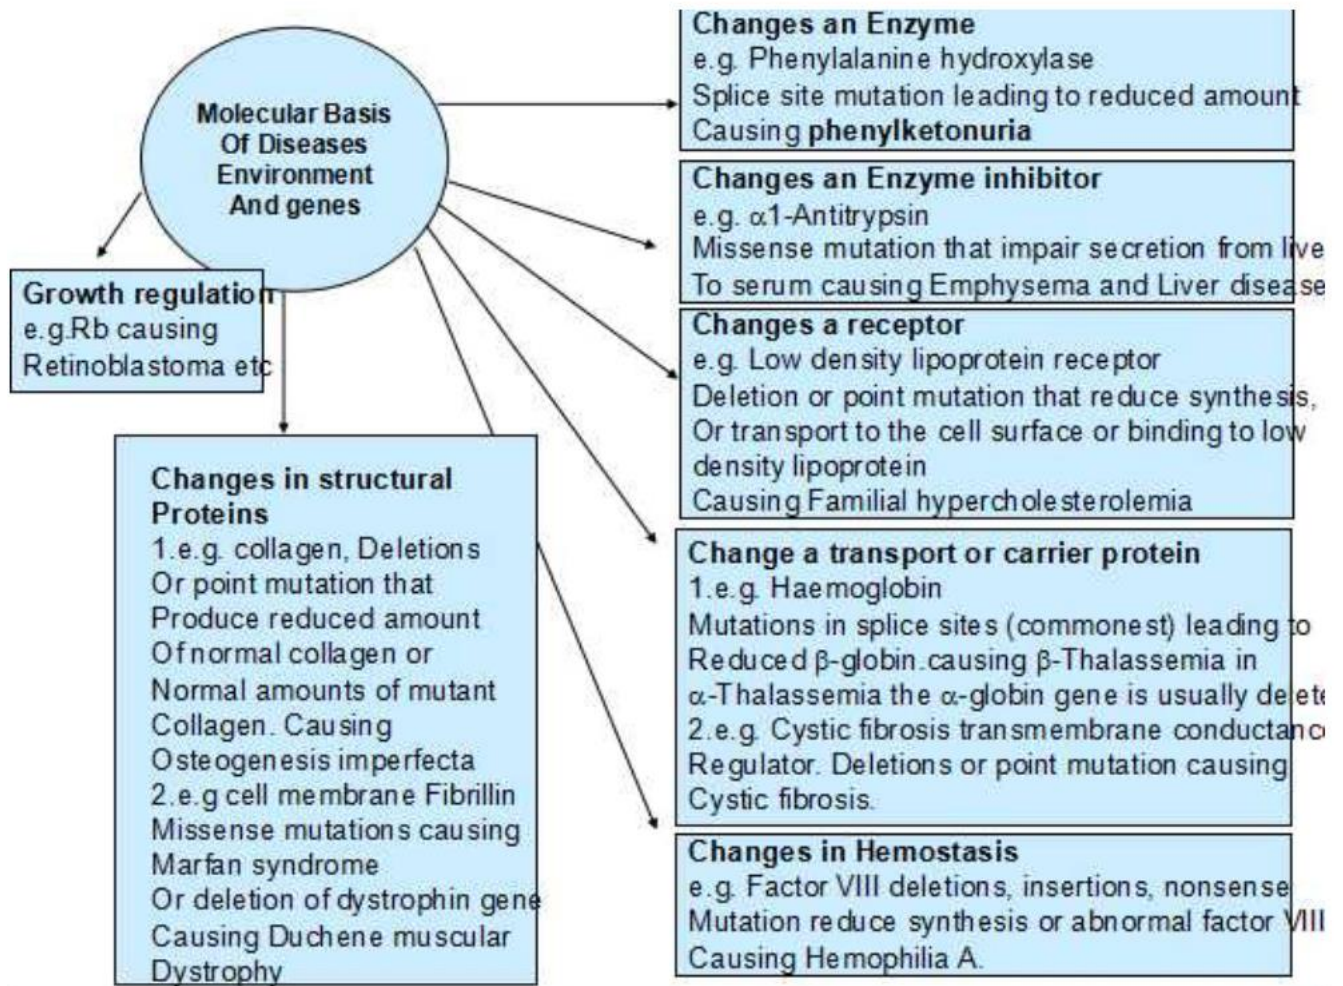 Molecular Basis
Of Diseases
Environment
And genes
Growth regulation
e.g.Rb causing
Retinoblastoma etc
Changes in structural
Proteins
1.e.g. collagen, Deletions
Or point mutation that
Produce reduced amount
Of normal collagen or
Normal amounts of mutant
Collagen. Causing
Osteogenesis imperfecta
2.e.g cell membrane Fibrillin
Missense mutations causing
Marfan syndrome
Or deletion of dystrophin gene
Causing Duchene muscular
Dystrophy
Changes an Enzyme
e.g. Phenylalanine hydroxylase
Splice site mutation leading to reduced amount
Causing phenylketonuria
Changes an Enzyme inhibitor
e.g. α1-Antitrypsin
Missense mutation that impair secretion from live
To serum causing Emphysema and Liver disease
Changes a receptor
e.g. Low density lipoprotein receptor
Deletion or point mutation that reduce synthesis,
Or transport to the cell surface or binding to low
density lipoprotein
Causing Familial hypercholesterolemia
Change a transport or carrier protein
1.e.g. Haemoglobin
Mutations in splice sites (commonest) leading to
Reduced β-globin.causing β-Thalassemia in
α-Thalassemia the α-globin gene is usually delete
2.e.g. Cystic fibrosis transmembrane conductanc
Regulator. Deletions or point mutation causing
Cystic fibrosis.
Changes in Hemostasis
e.g. Factor VIII deletions, insertions, nonsense
Mutation reduce synthesis or abnormal factor VIII
Causing Hemophilia A.